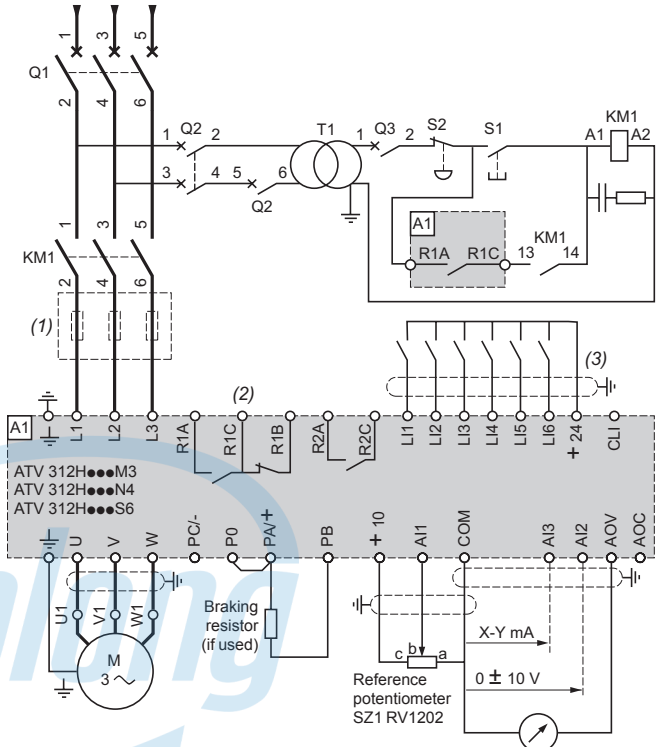 1 3 5
Q1
2 4 6
1 Q2 2 T1 1 Q3 2 S2 S1 KM1
A1 A2
3 4 5 6
Q2
A1
R1A R1C 13 KM1 14
1 3 5
KM1
2 4 6
(1)
(2)
(3)
A1
L1 L2 L3 R1A R1C R1B R2A R2C LI1 LI2 LI3 LI4 LI5 LI6 + 24 CLI
ATV 312H●●●M3
ATV 312H●●●N4
ATV 312H●●●S6
U V W PC/- P0 PA/+ PB + 10 AI1 COM AI3 AI2 AOV AOC
U1 V1 W1
M
3 ~
Braking
resistor
(if used)
c b a
Reference
potentiometer
SZ1 RV1202
X-Y mA
0 ± 10 V